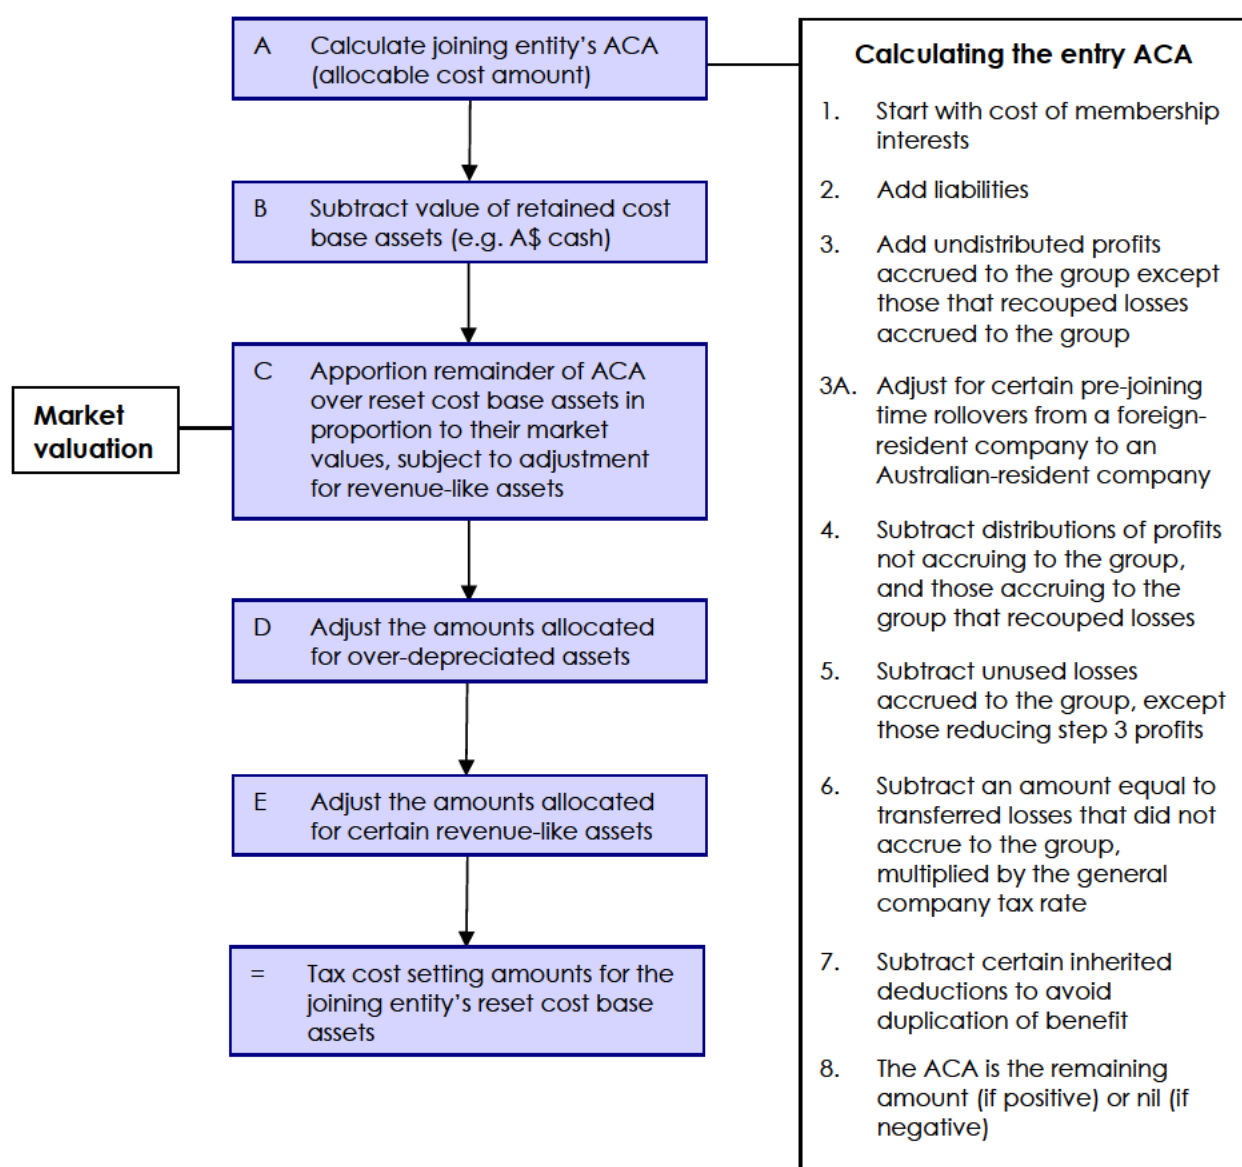 A Calculate joining entity's ACA
(allocable cost amount)
B Subtract value of retained cost
base assets (e.g. A$ cash)
C Apportion remainder of ACA
over reset cost base assets in
proportion to their market
values, subject to adjustment
for revenue-like assets
Market
valuation
D Adjust the amounts allocated
for over-depreciated assets
E Adjust the amounts allocated
for certain revenue-like assets
= Tax cost setting amounts for the
joining entity's reset cost base
assets
Calculating the entry ACA
1. Start with cost of membership
interests
2. Add liabilities
3. Add undistributed profits
accrued to the group except
those that recouped losses
accrued to the group
3A. Adjust for certain pre-joining
time rollovers from a foreign-
resident company to an
Australian-resident company
4. Subtract distributions of profits
not accruing to the group,
and those accruing to the
group that recouped losses
5. Subtract unused losses
accrued to the group, except
those reducing step 3 profits
6. Subtract an amount equal to
transferred losses that did not
accrue to the group,
multiplied by the general
company tax rate
7. Subtract certain inherited
deductions to avoid
duplication of benefit
8. The ACA is the remaining
amount (if positive) or nil (if
negative)